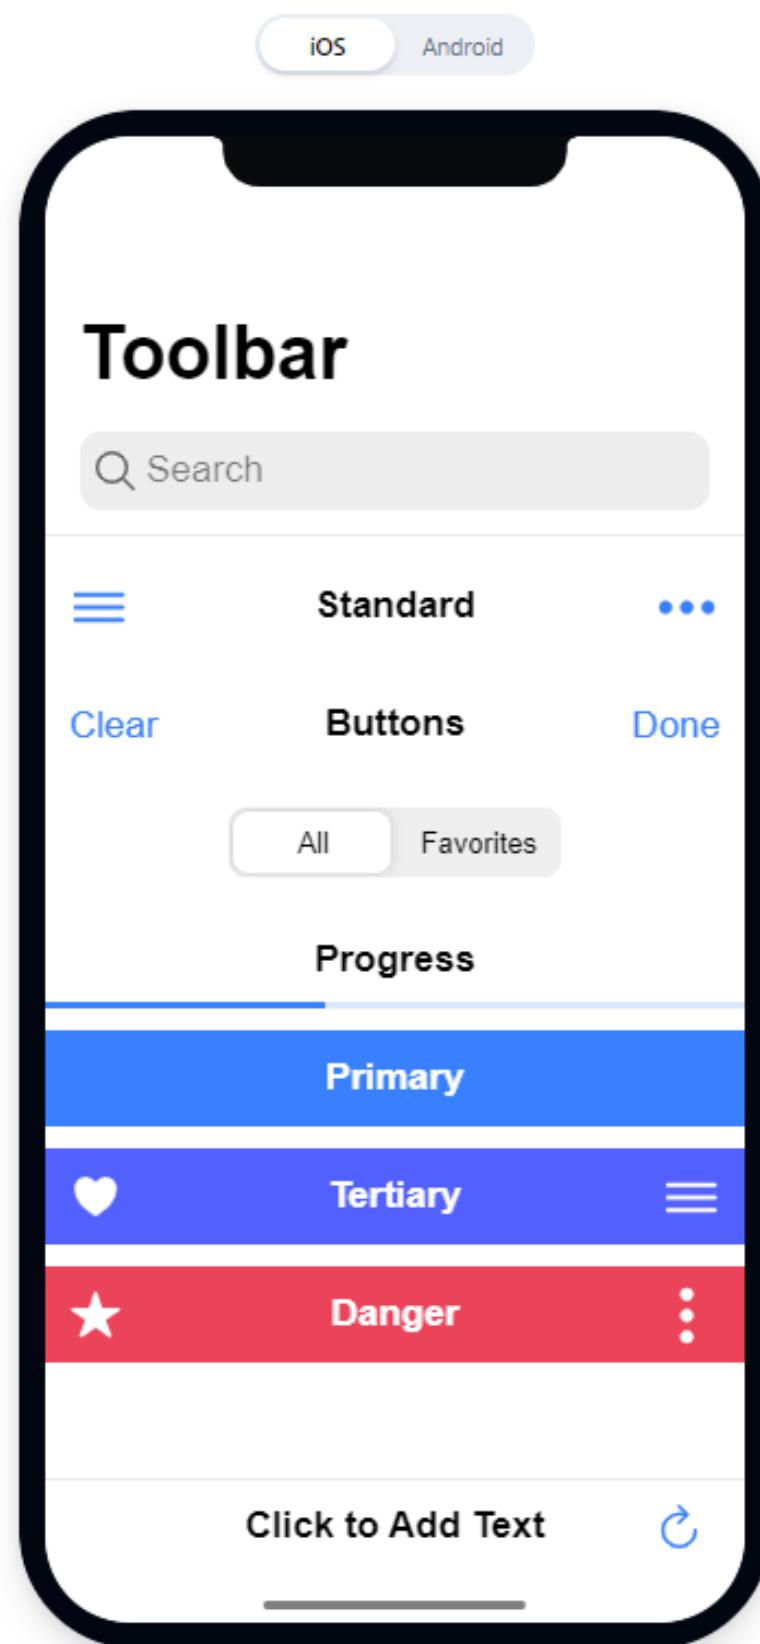 iOS Android
Toolbar
Search
Standard
Clear Buttons Done
All Favorites
Progress
Primary
Tertiary
Danger
Click to Add Text